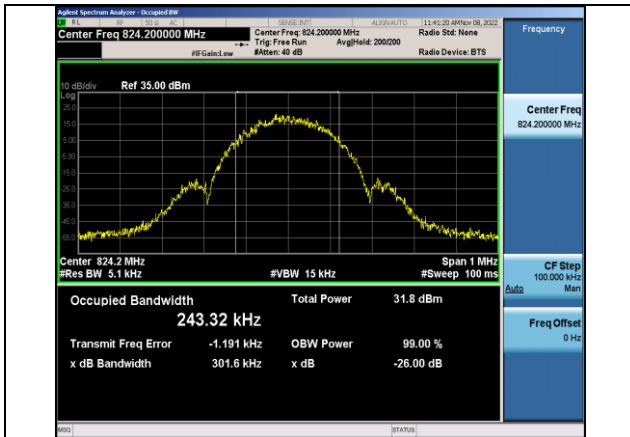 Agilent Spectrum Analyzer - Occupied BW
RL RF 50 Ω AC SENSE:INT ALIGNAUTO 11:41:20 AM Nov 08, 2022
Center Freq 824.200000 MHz
Center Freq: 824.200000 MHz
Radio Std: None
Trig: Free Run Avg|Held: 200/200
#IFGain:Low #Atten: 40 dB Radio Device: BTS
Frequency
10 dB/div Ref 35.00 dBm
Log
25.0
15.0
5.00
-5.00
-15.0
-25.0
-35.0
-45.0
-55.0
Center Freq
824.200000 MHz
Center 824.2 MHz Span 1 MHz
#Res BW 5.1 kHz #VBW 15 kHz #Sweep 100 ms
CF Step
100.000 kHz
Auto Man
Occupied Bandwidth Total Power 31.8 dBm
243.32 kHz
Freq Offset
0 Hz
Transmit Freq Error -1.191 kHz OBW Power 99.00 %
x dB Bandwidth 301.6 kHz x dB -26.00 dB
MSG STATUS